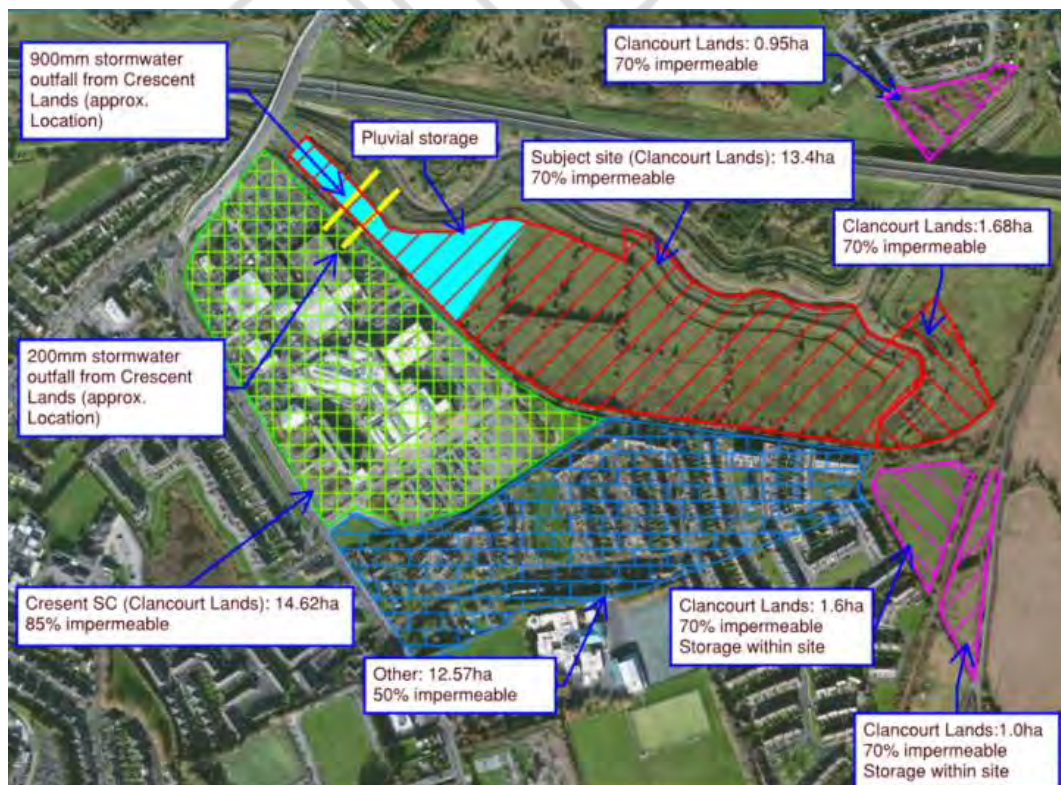 900mm stormwater
outfall from Crescent
Lands (approx.
Location)
Pluvial storage
Clancourt Lands: 0.95ha
70% impermeable
Subject site (Clancourt Lands): 13.4ha
70% impermeable
Clancourt Lands:1.68ha
70% impermeable
200mm stormwater
outfall from Crescent
Lands (approx.
Location)
Cresent SC (Clancourt Lands): 14.62ha
85% impermeable
Other: 12.57ha
50% impermeable
Clancourt Lands: 1.6ha
70% impermeable
Storage within site
Clancourt Lands:1.0ha
70% impermeable
Storage within site